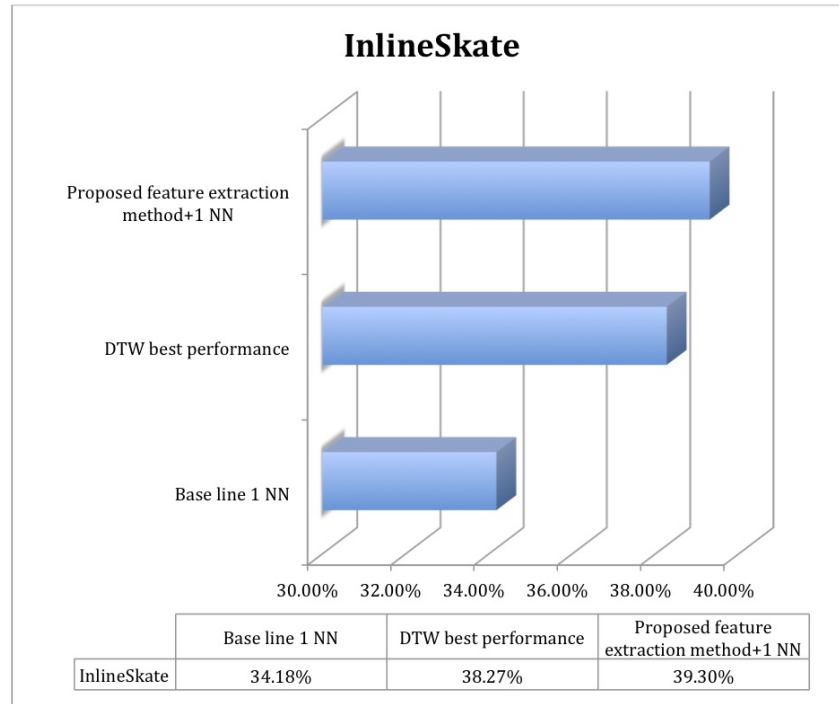 InlineSkate
Proposed feature extraction
method+1 NN
DTW best performance
Base line 1 NN
30.00% 32.00% 34.00% 36.00% 38.00% 40.00%
Base line 1 NN DTW best performance Proposed feature
extraction method+1 NN
InlineSkate 34.18% 38.27% 39.30%